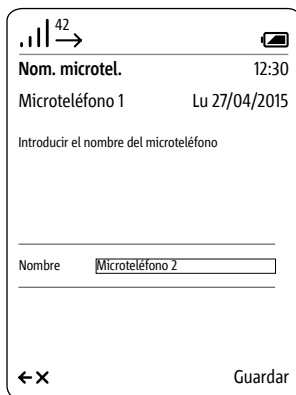 42
Nom. microtel. 12:30
Microteléfono 1 Lu 27/04/2015
Introducir el nombre del microteléfono
Nombre Microteléfono 2
Guardar